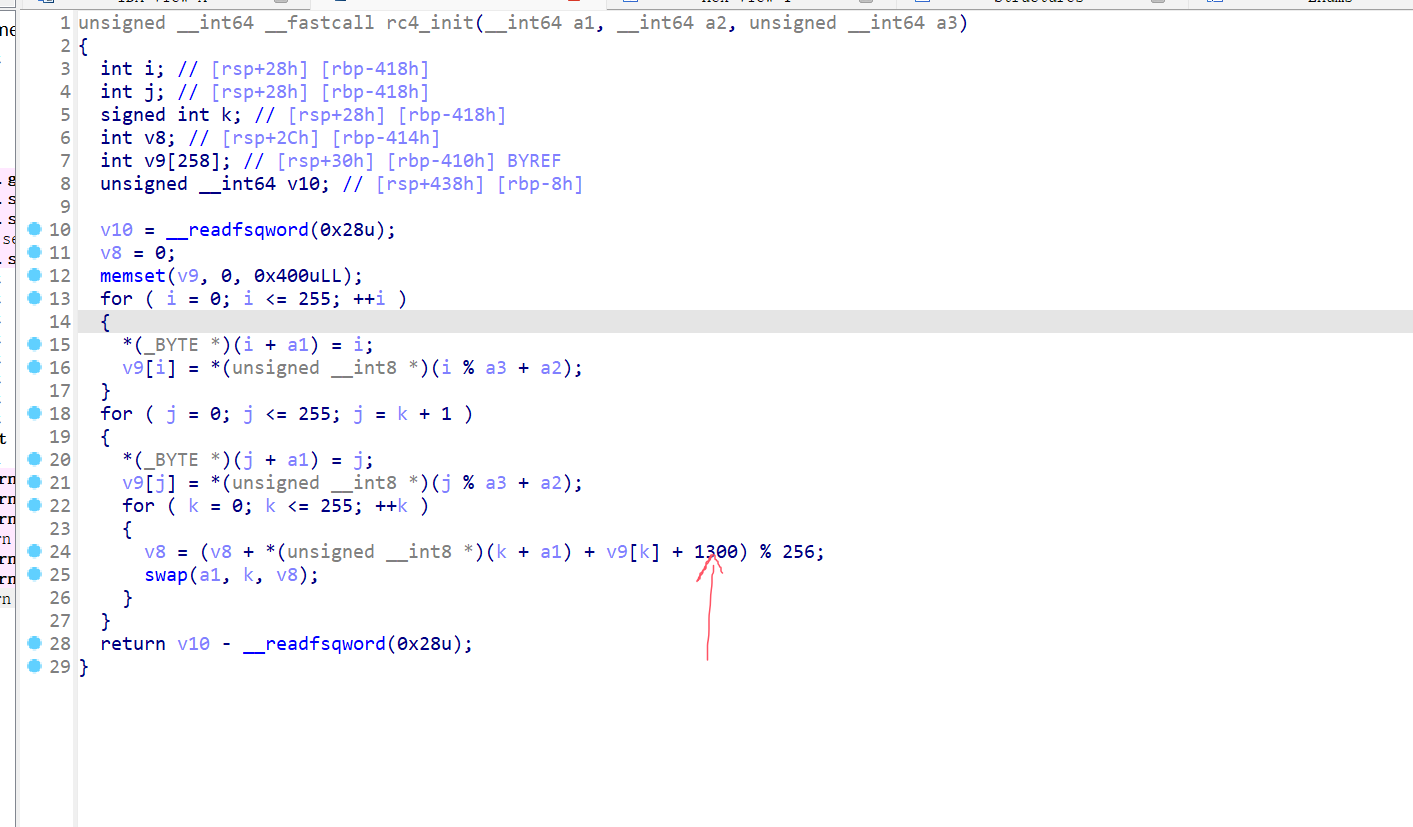 1 unsigned __int64 __fastcall rc4_init(__int64 a1, __int64 a2, unsigned __int64 a3)
2 {
3 int i; // [rsp+28h] [rbp-418h]
4 int j; // [rsp+28h] [rbp-418h]
5 signed int k; // [rsp+28h] [rbp-418h]
6 int v8; // [rsp+2Ch] [rbp-414h]
7 int v9[258]; // [rsp+30h] [rbp-410h] BYREF
8 unsigned __int64 v10; // [rsp+438h] [rbp-8h]
9
10 v10 = __readfsqword(0x28u);
11 v8 = 0;
12 memset(v9, 0, 0x400uLL);
13 for ( i = 0; i <= 255; ++i )
14 {
15 *(_BYTE *)(i + a1) = i;
16 v9[i] = *(unsigned __int8 *)(i % a3 + a2);
17 }
18 for ( j = 0; j <= 255; j = k + 1 )
19 {
20 *(_BYTE *)(j + a1) = j;
21 v9[j] = *(unsigned __int8 *)(j % a3 + a2);
22 for ( k = 0; k <= 255; ++k )
23 {
24 v8 = (v8 + *(unsigned __int8 *)(k + a1) + v9[k] + 1300) % 256;
25 swap(a1, k, v8);
26 }
27 }
28 return v10 - __readfsqword(0x28u);
29 }